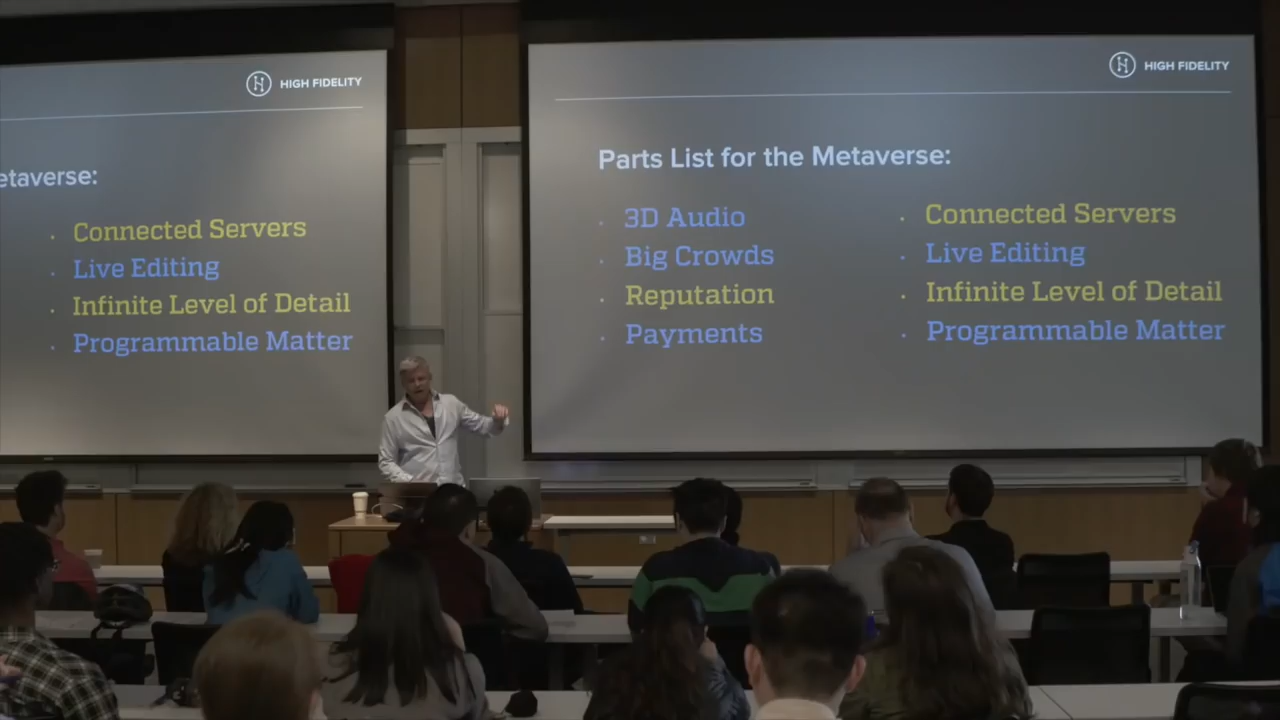 HIGH FIDELITY
etaverse:
Connected Servers
Live Editing
Infinite Level of Detail
Programmable Matter
HIGH FIDELITY
Parts List for the Metaverse:
3D Audio
Big Crowds
Reputation
Payments
Connected Servers
Live Editing
Infinite Level of Detail
Programmable Matter